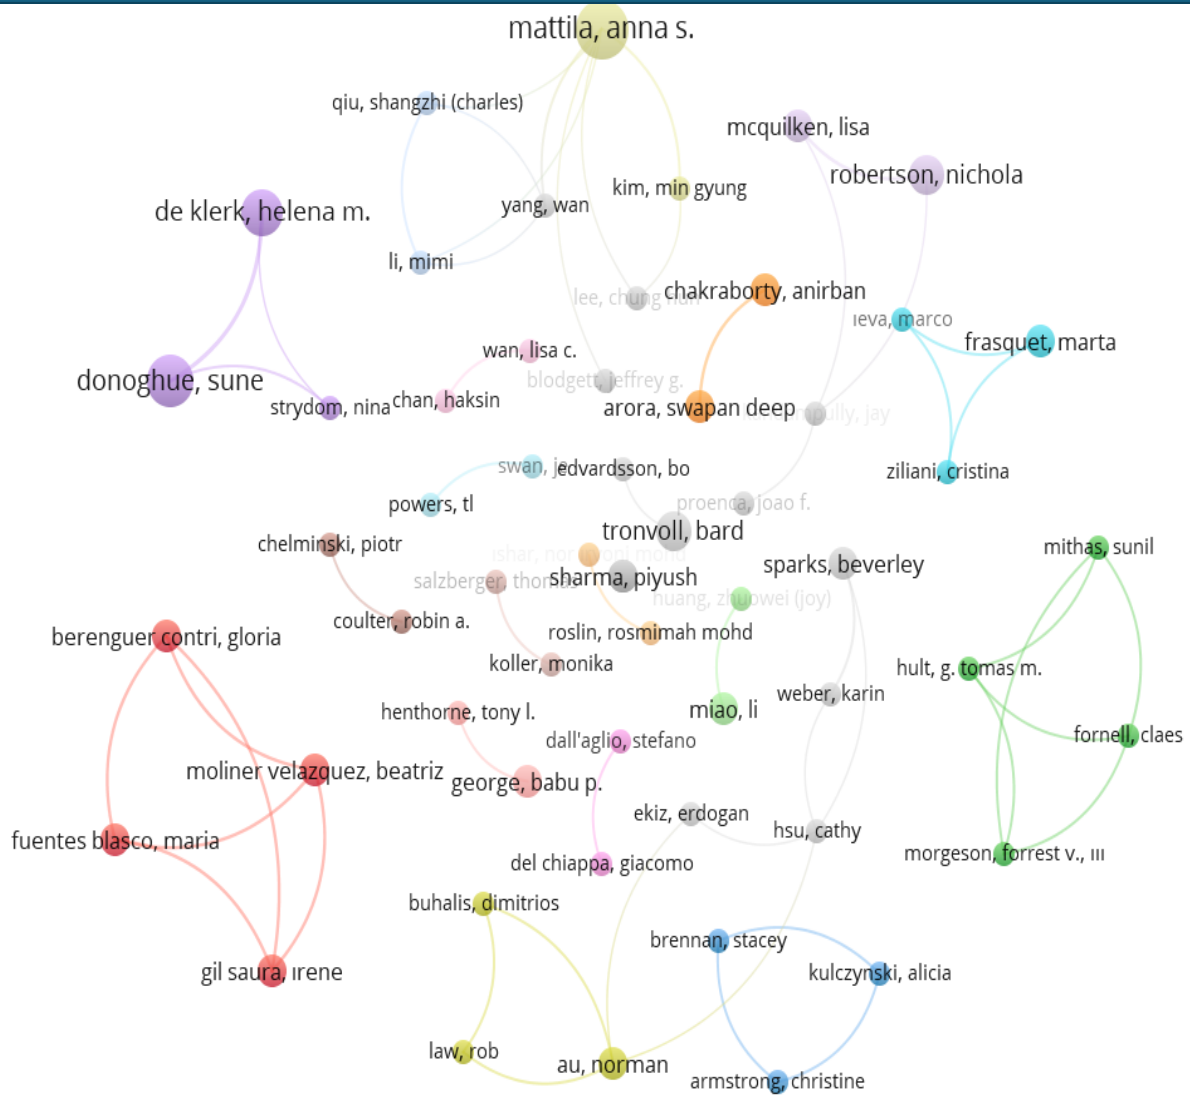 mattila, anna s.
qiu, shangzhi (charles)
mcquilken, lisa
robertson, nichola
kim, min gyung
yang, wan
de klerk, helena m.
li, mimi
chakraborty, anirban
lee, chung hun
ieva, marco
frasquet, marta
wan, lisa c.
blodgett, jeffrey g.
donoghue, sune
chan, haksin
strydom, nina
arora, swapan deep
jay
swan, je
edvardsson, bo
ziliani, cristina
powers, tl
proenca, joao f.
tronvoll, bard
chelminski, piotr
mohd
mithas, sunil
sparks, beverley
salzberger, thomas
sharma, piyush
huang, zhuowei (joy)
coulter, robin a.
roslin, rosmimah mohd
berenguer contri, gloria
koller, monika
hult, g. tomas m.
weber, karin
henthorne, tony l.
miao, li
dall'aglio, stefano
fornell, claes
moliner velazquez, beatriz
george, babu p.
ekiz, erdogan
hsu, cathy
fuentes blasco, maria
morgeson, forrest v., iii
del chiappa, giacomo
buhalis, dimitrios
brennan, stacey
gil saura, irene
kulczynski, alicia
law, rob
au, norman
armstrong, christine